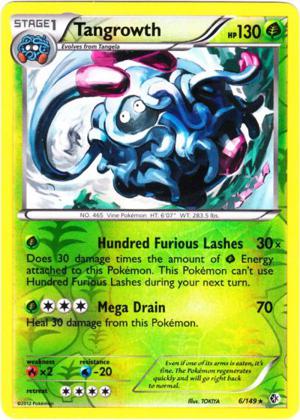 STAGE1 Tangrowth HP130
Evolves from Tangela
NO. 465 Vine Pokémon HT. 6'07" WT. 283.5 lbs.
Hundred Furious Lashes 30×
Does 30 damage times the amount of Energy
attached to this Pokémon. This Pokémon can't use
Hundred Furious Lashes during your next turn.
Mega Drain 70
Heal 30 damage from this Pokémon.
weakness resistance
×2 -20
retreat
Even if one of its arms is eaten, it's
fine. The Pokémon regenerates
quickly and will go right back
to normal.
©2012 Pokémon Illus. TOKIYA 6/149 ★